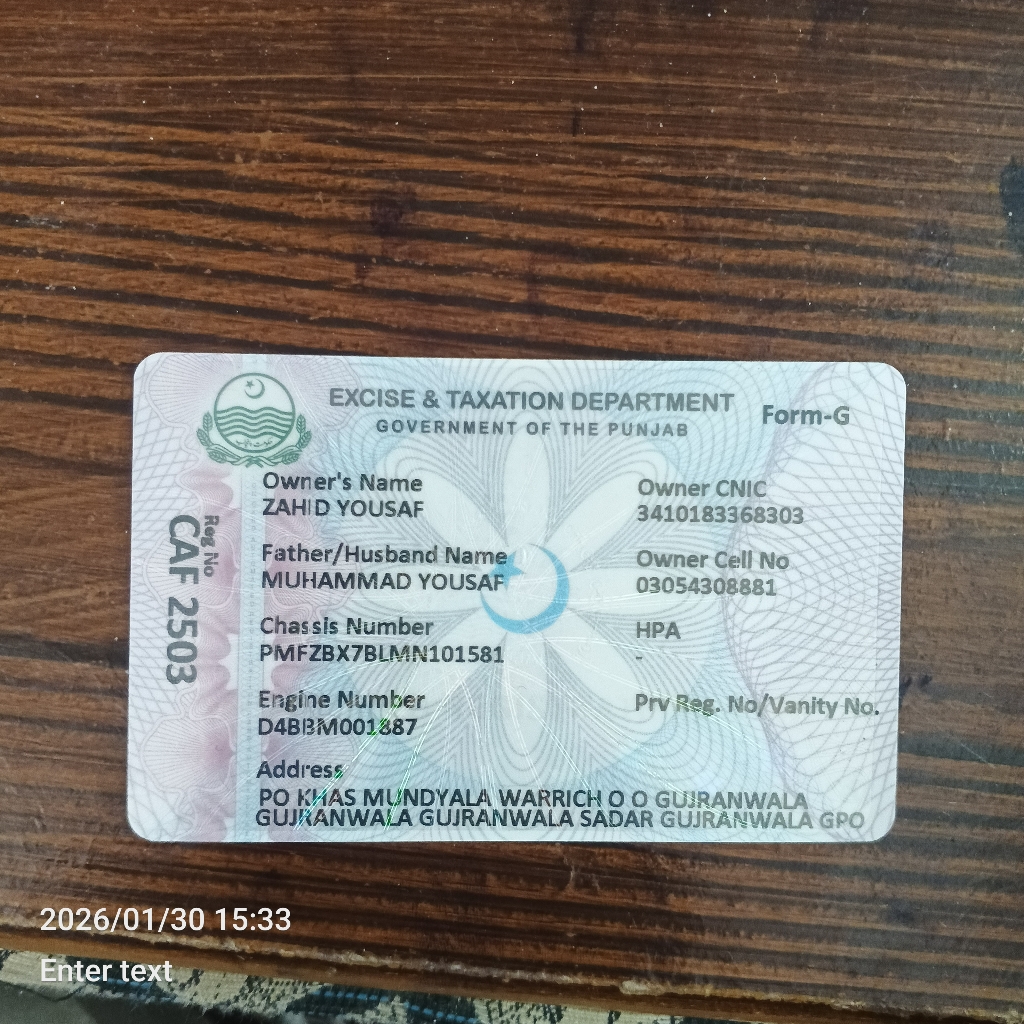 EXCISE & TAXATION DEPARTMENT
GOVERNMENT OF THE PUNJAB
Form-G
Reg No
CAF 2503
Owner's Name
ZAHID YOUSAF
Owner CNIC
3410183368303
Father/Husband Name
MUHAMMAD YOUSAF
Owner Cell No
03054308881
Chassis Number
PMFZBX7BLMN101581
HPA
-
Engine Number
D4BBM001887
Prv Reg. No/Vanity No.
Address
PO KHAS MUNDYALA WARRICH O O GUJRANWALA
GUJRANWALA GUJRANWALA SADAR GUJRANWALA GPO
2026/01/30 15:33
Enter text